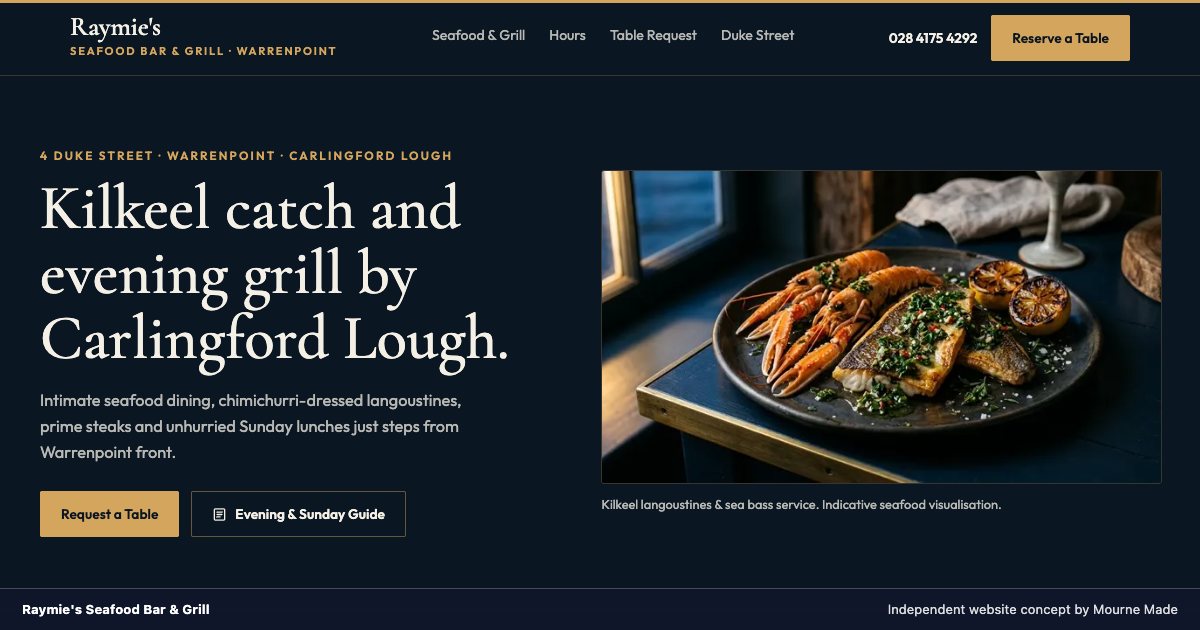 Raymie's
SEAFOOD BAR & GRILL · WARRENPOINT
Seafood & Grill
Hours
Table Request
Duke Street
028 4175 4292
Reserve a Table
4 DUKE STREET · WARRENPOINT · CARLINGFORD LOUGH
Kilkeel catch and
evening grill by
Carlingford Lough.
Intimate seafood dining, chimichurri-dressed langoustines,
prime steaks and unhurried Sunday lunches just steps from
Warrenpoint front.
Request a Table
Evening & Sunday Guide
Kilkeel langoustines & sea bass service. Indicative seafood visualisation.
Raymie's Seafood Bar & Grill
Independent website concept by Mourne Made